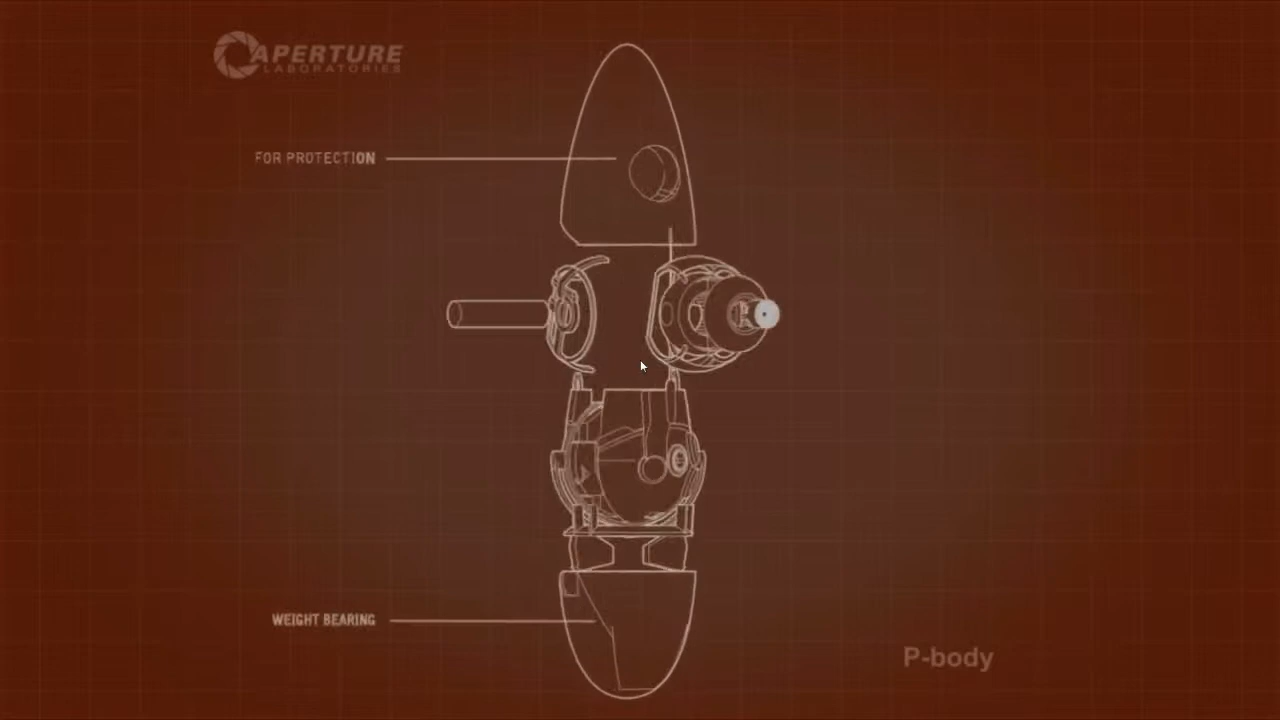 APERTURE
LABORATORIES
FOR PROTECTION
WEIGHT BEARING
P-body